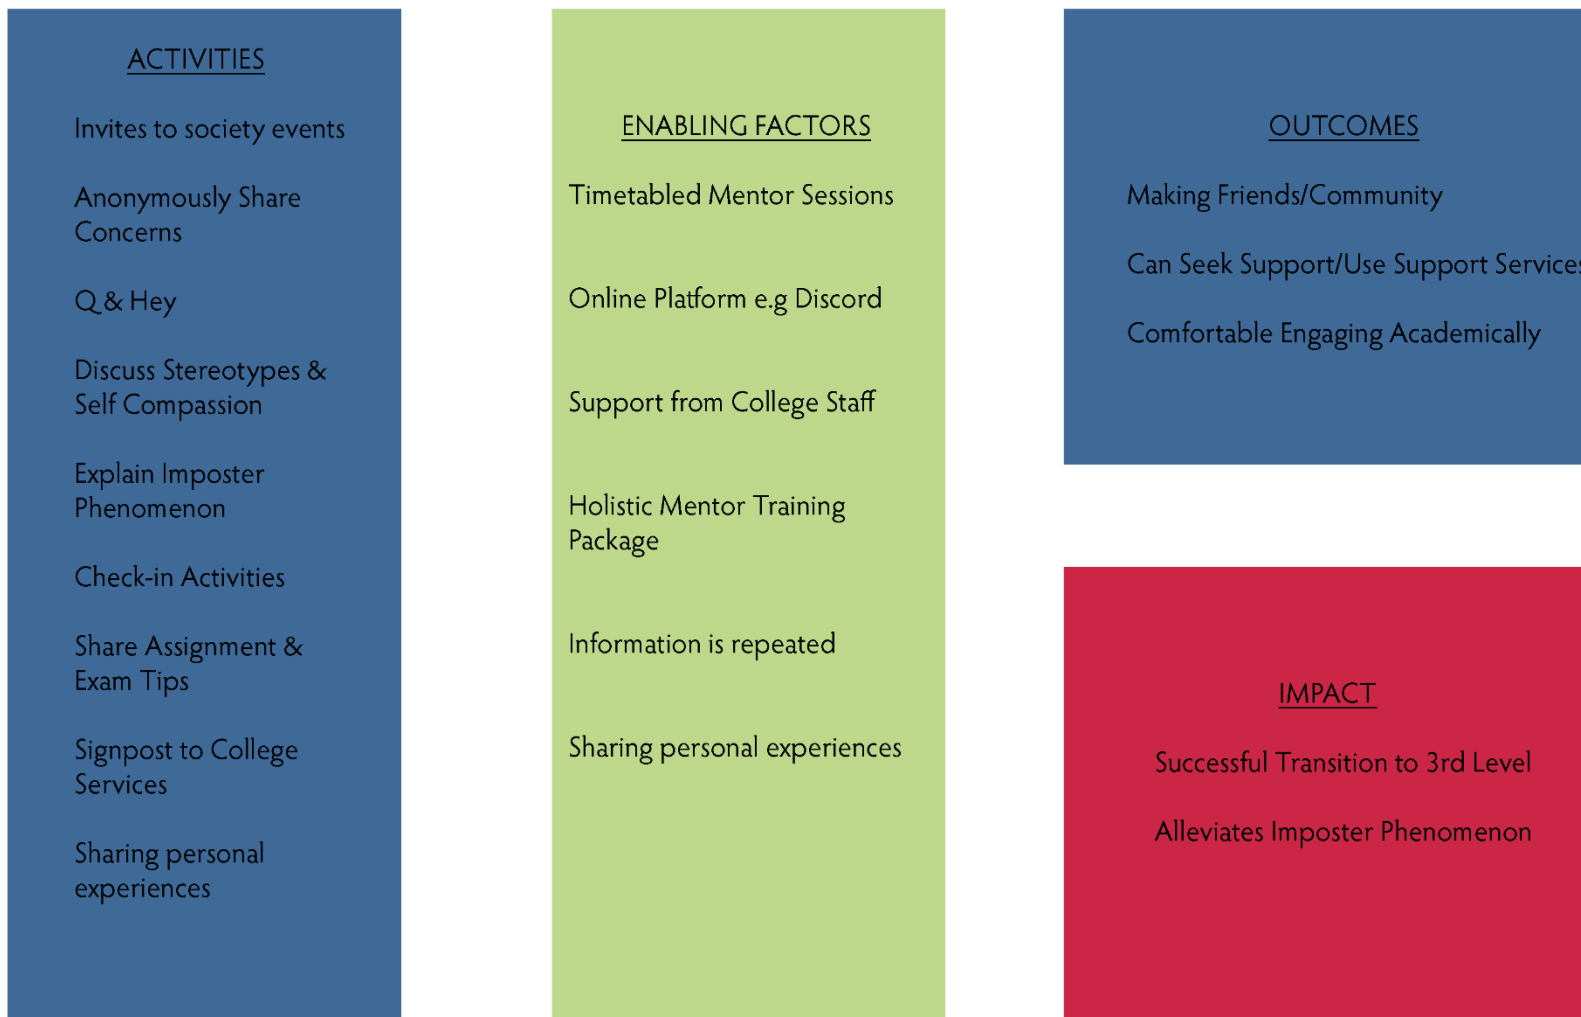 ACTIVITIES
Invites to society events
Anonymously Share
Concerns
Q & Hey
Discuss Stereotypes &
Self Compassion
Explain Imposter
Phenomenon
Check-in Activities
Share Assignment &
Exam Tips
Signpost to College
Services
Sharing personal
experiences
ENABLING FACTORS
Timetabled Mentor Sessions
Online Platform e.g Discord
Support from College Staff
Holistic Mentor Training
Package
Information is repeated
Sharing personal experiences
OUTCOMES
Making Friends/Community
Can Seek Support/Use Support Services
Comfortable Engaging Academically
IMPACT
Successful Transition to 3rd Level
Alleviates Imposter Phenomenon